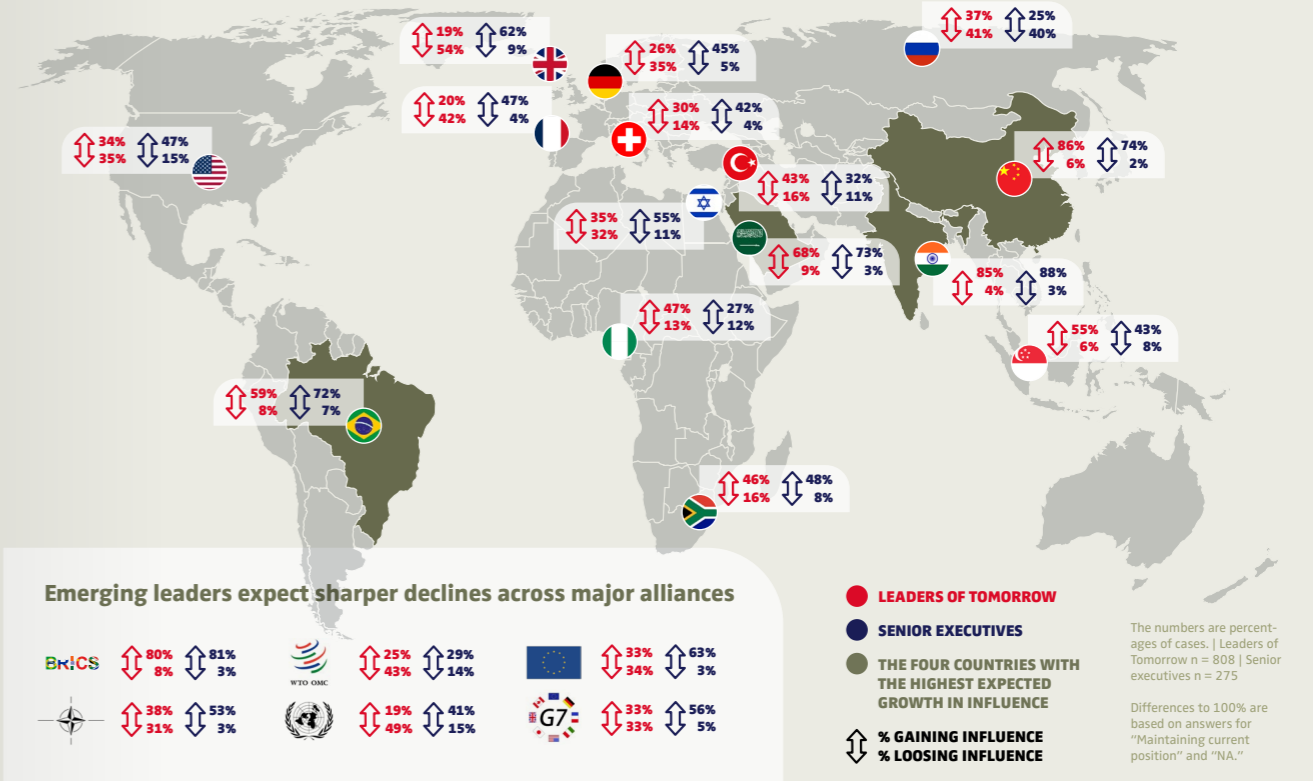 19% 62%
54% 9%
37% 25%
41% 40%
26% 45%
35% 5%
20% 47%
42% 4%
30% 42%
14% 4%
34% 47%
35% 15%
86% 74%
6% 2%
43% 32%
16% 11%
35% 55%
32% 11%
68% 73%
9% 3%
85% 88%
4% 3%
47% 27%
13% 12%
55% 43%
6% 8%
59% 72%
8% 7%
46% 48%
16% 8%
Emerging leaders expect sharper declines across major alliances
BRICS 80% 81%
8% 3%
WTO OMC 25% 29%
43% 14%
33% 63%
34% 3%
38% 53%
31% 3%
19% 41%
49% 15%
G7 33% 56%
33% 5%
LEADERS OF TOMORROW
SENIOR EXECUTIVES
THE FOUR COUNTRIES WITH
THE HIGHEST EXPECTED
GROWTH IN INFLUENCE
% GAINING INFLUENCE
% LOOSING INFLUENCE
The numbers are percent-
ages of cases. | Leaders of
Tomorrow n = 808 | Senior
executives n = 275
Differences to 100% are
based on answers for
“Maintaining current
position” and “NA.”